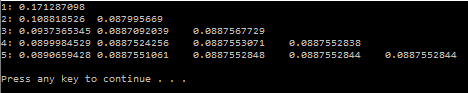 1: 0.171287098
2: 0.108818526 0.087995669
3: 0.0937365345 0.0887092039 0.0887567729
4: 0.0899984529 0.0887524256 0.0887553071 0.0887552838
5: 0.0890659428 0.0887551061 0.0887552848 0.0887552844 0.0887552844
Press any key to continue . . .